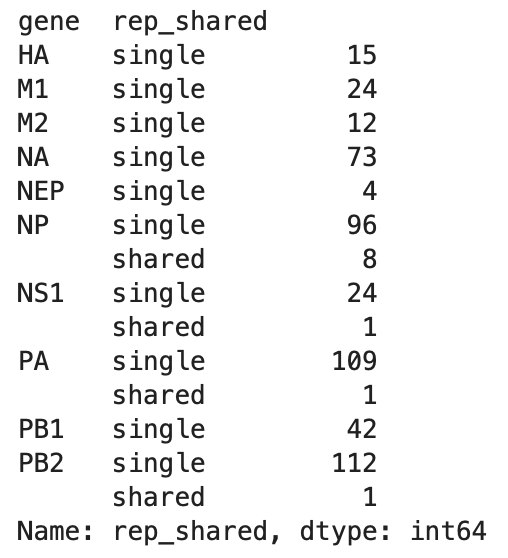 gene  rep_shared
HA    single         15
M1    single         24
M2    single         12
NA    single         73
NEP   single          4
NP    single         96
      shared          8
NS1   single         24
      shared          1
PA    single        109
      shared          1
PB1   single         42
PB2   single        112
      shared          1
Name: rep_shared, dtype: int64